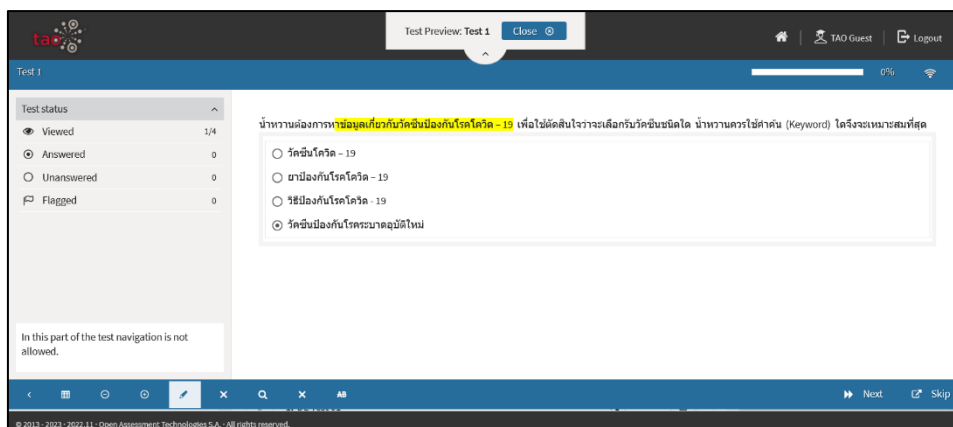 tao
Test Preview: Test 1 Close
TAO Guest Logout
Test 1 0%
Test status
Viewed 1/4
Answered 0
Unanswered 0
Flagged 0
น้ำหวานต้องการหาข้อมูลเกี่ยวกับวัคซีนป้องกันโรคโควิด – 19 เพื่อใช้ตัดสินใจว่าจะเลือกรับวัคซีนชนิดใด น้ำหวานควรใช้คำค้น (Keyword) ใดจึงจะเหมาะสมที่สุด
วัคซีนโควิด – 19
ยาป้องกันโรคโควิด – 19
วิธีป้องกันโรคโควิด - 19
วัคซีนป้องกันโรคระบาดอุบัติใหม่
In this part of the test navigation is not
allowed.
AB Next Skip
© 2013 - 2023 · 2022.11 · Open Assessment Technologies S.A. · All rights reserved.